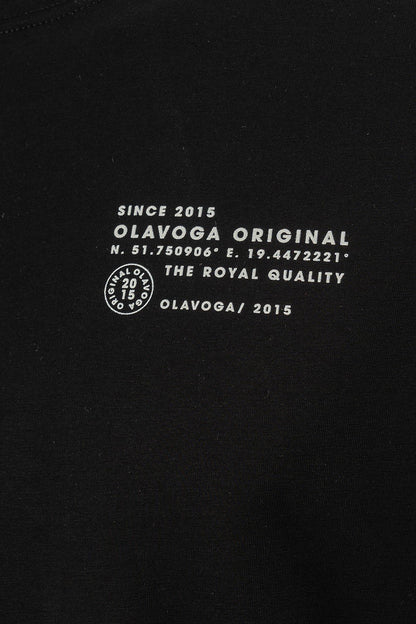 SINCE 2015
OLAVOGA ORIGINAL
N. 51.750906° E. 19.4472221°
THE ROYAL QUALITY
ORIGINAL OLAVOGA
20
15
OLAVOGA/ 2015